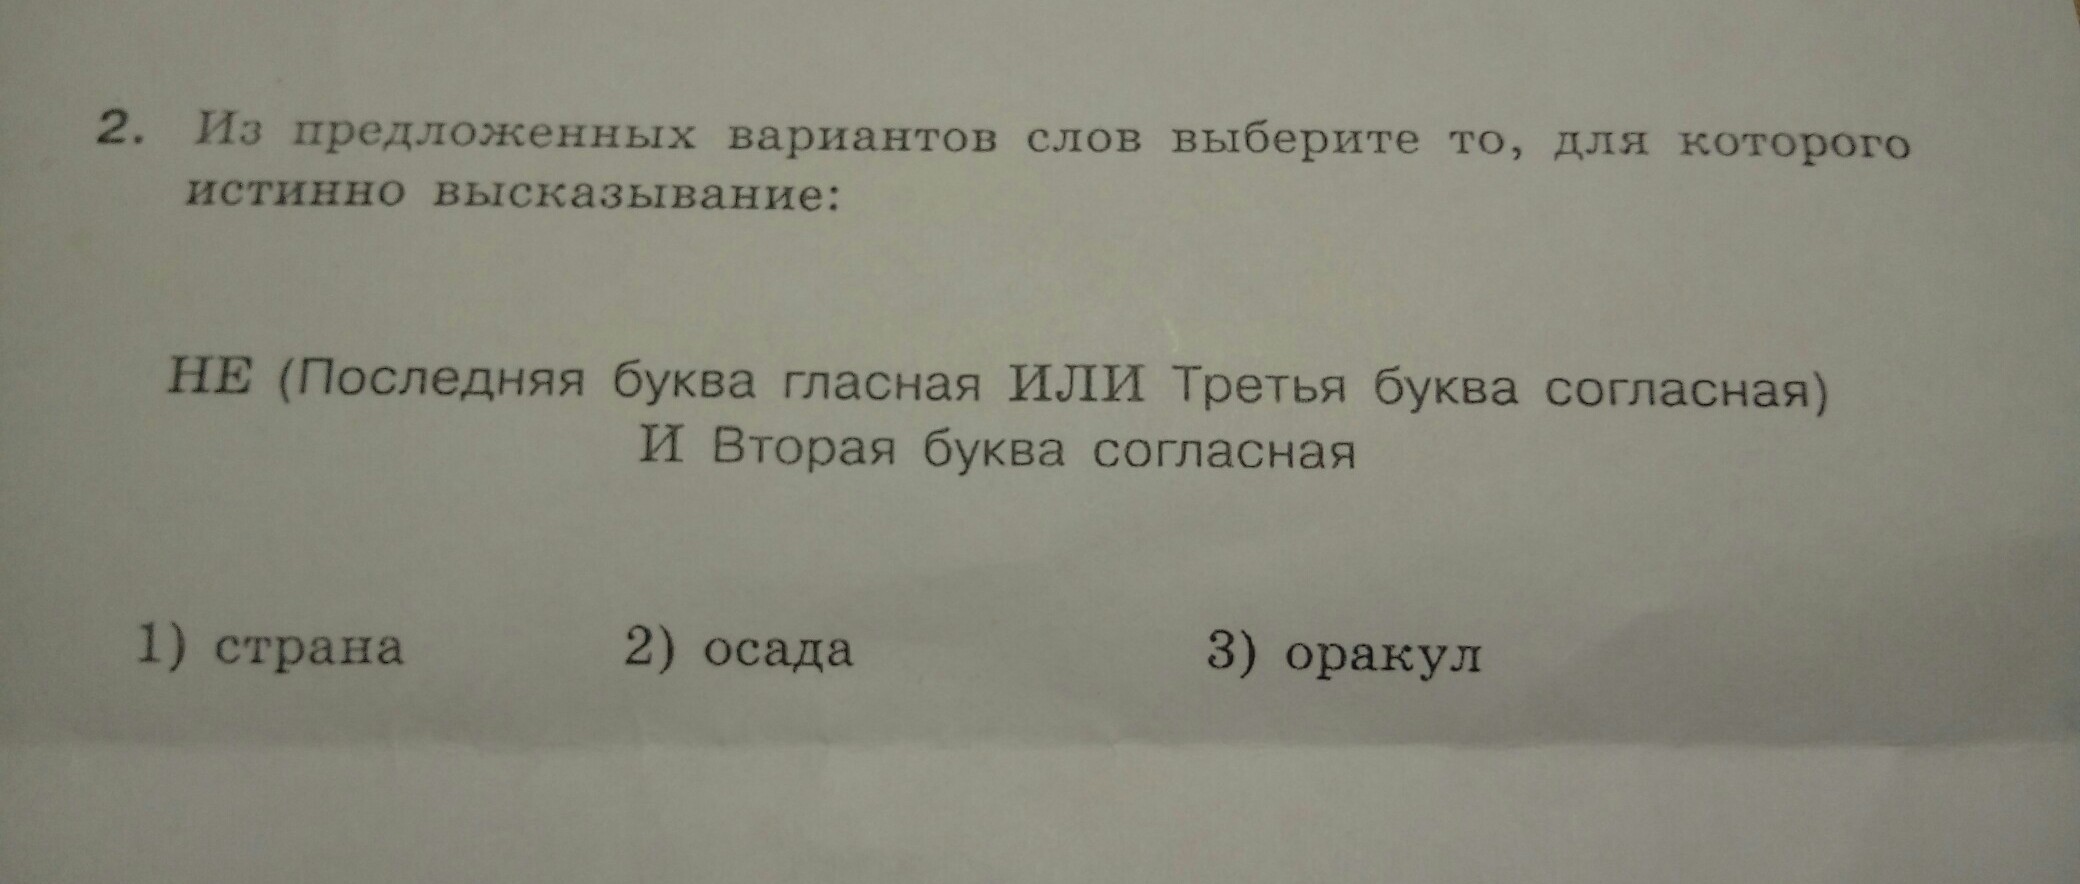 2. Из предложенных вариантов слов выберите то, для которого
истинно высказывание:
НЕ (Последняя буква гласная ИЛИ Третья буква согласная)
И Вторая буква согласная
1) страна 2) осада 3) оракул